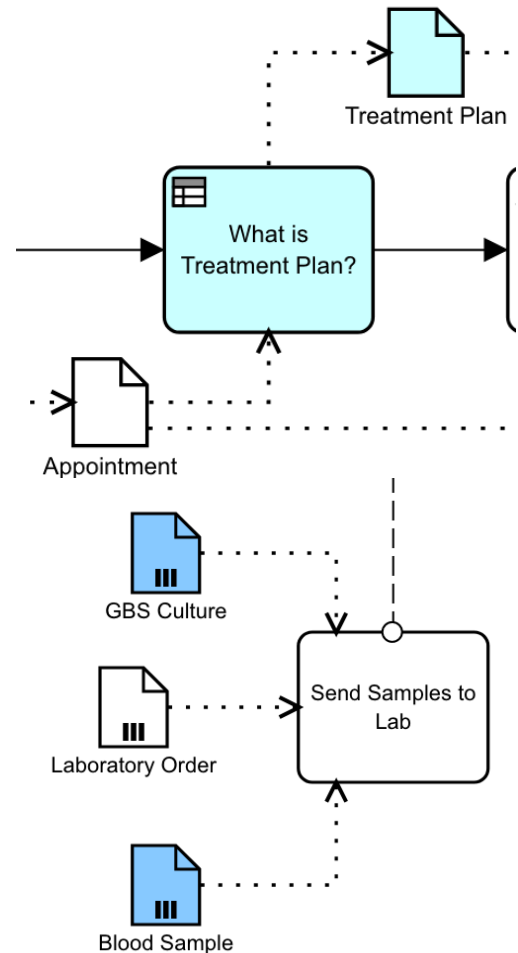 Treatment Plan
What is
Treatment Plan?
Appointment
GBS Culture
Send Samples to
Lab
Laboratory Order
Blood Sample